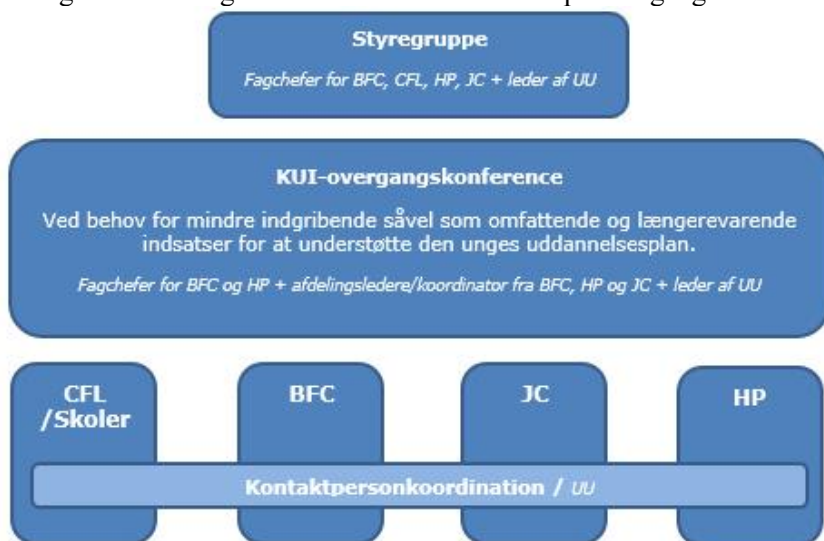 Styregruppe
Fagchefer for BFC, CFL, HP, JC + leder af UU
KUI-overgangskonference
Ved behov for mindre indgribende såvel som omfattende og længerevarende
indsatser for at understøtte den unges uddannelsesplan.
Fagchefer for BFC og HP + afdelingsledere/koordinator fra BFC, HP og JC + leder af UU
CFL
/Skoler
BFC
JC
HP
Kontaktpersonkoordination / UU